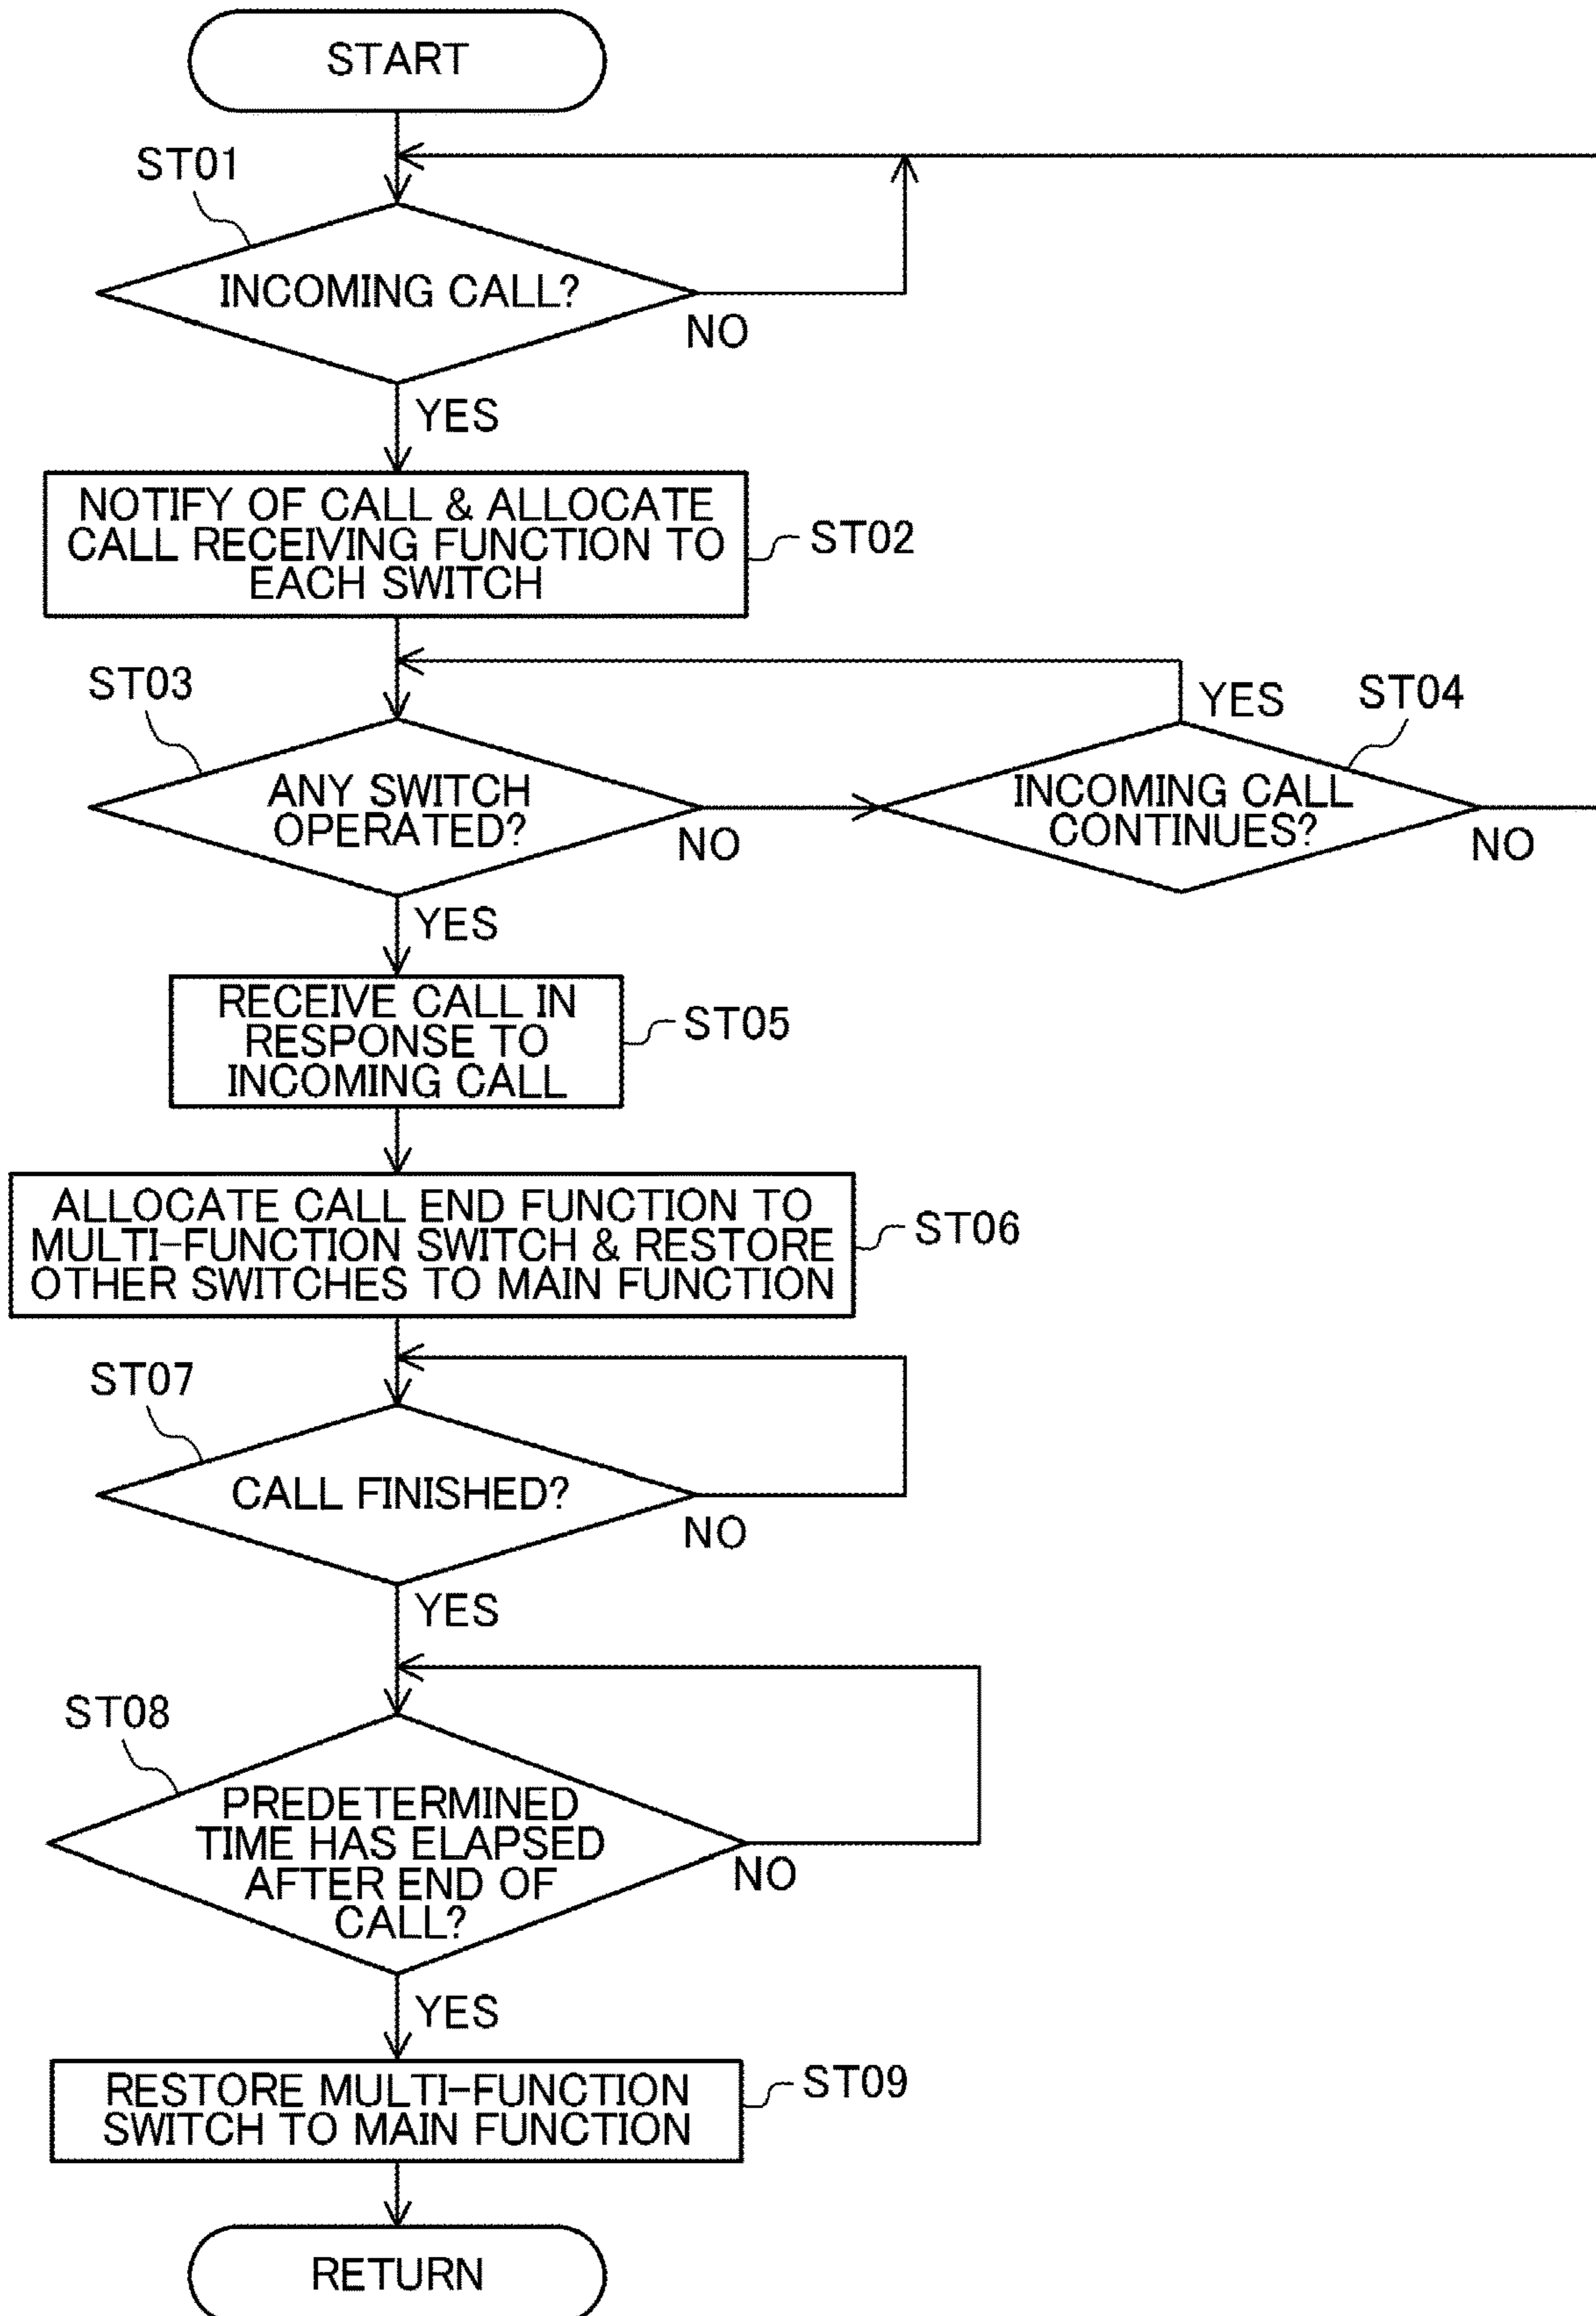 START
ST01
INCOMING CALL?
NO
YES
NOTIFY OF CALL & ALLOCATE
CALL RECEIVING FUNCTION TO
EACH SWITCH
ST02
ST03
ANY SWITCH
OPERATED?
NO
YES
ST04
INCOMING CALL
CONTINUES?
NO
YES
RECEIVE CALL IN
RESPONSE TO
INCOMING CALL
ST05
ALLOCATE CALL END FUNCTION TO
MULTI-FUNCTION SWITCH & RESTORE
OTHER SWITCHES TO MAIN FUNCTION
ST06
ST07
CALL FINISHED?
NO
YES
ST08
PREDETERMINED
TIME HAS ELAPSED
AFTER END OF
CALL?
NO
YES
RESTORE MULTI-FUNCTION
SWITCH TO MAIN FUNCTION
ST09
RETURN